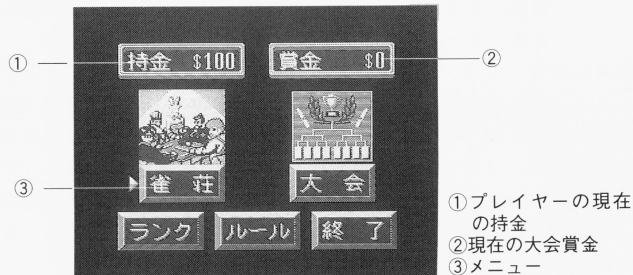 ① 持金 $100 賞金 $0 ②
③ 雀荘 大会
ランク ルール 終了
①プレイヤーの現在
の持金
②現在の大会賞金
③メニュー